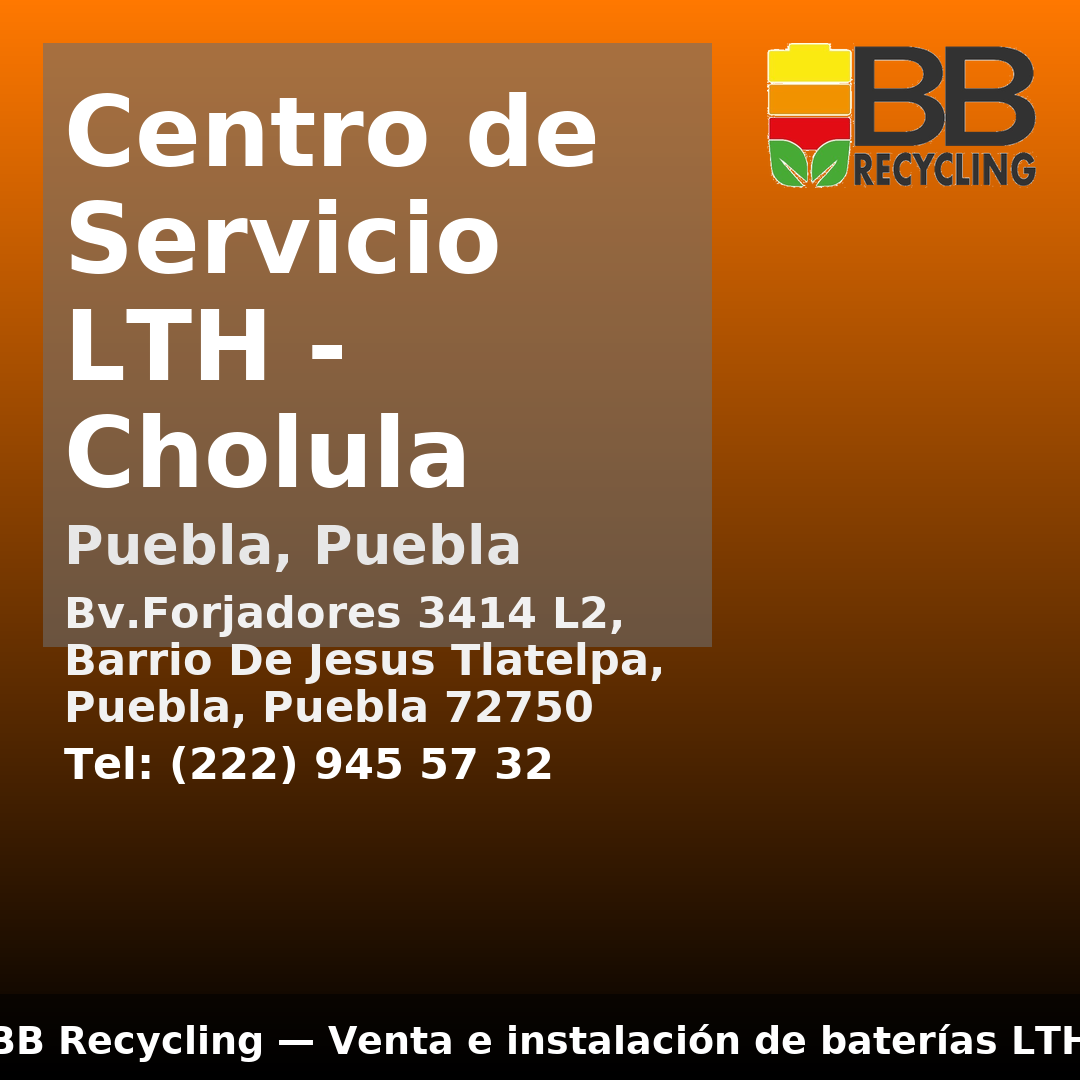 Centro de
Servicio
LTH -
Cholula
Puebla, Puebla
Bv.Forjadores 3414 L2,
Barrio De Jesus Tlatelpa,
Puebla, Puebla 72750
Tel: (222) 945 57 32
BB
RECYCLING
BB Recycling — Venta e instalación de baterías LTH